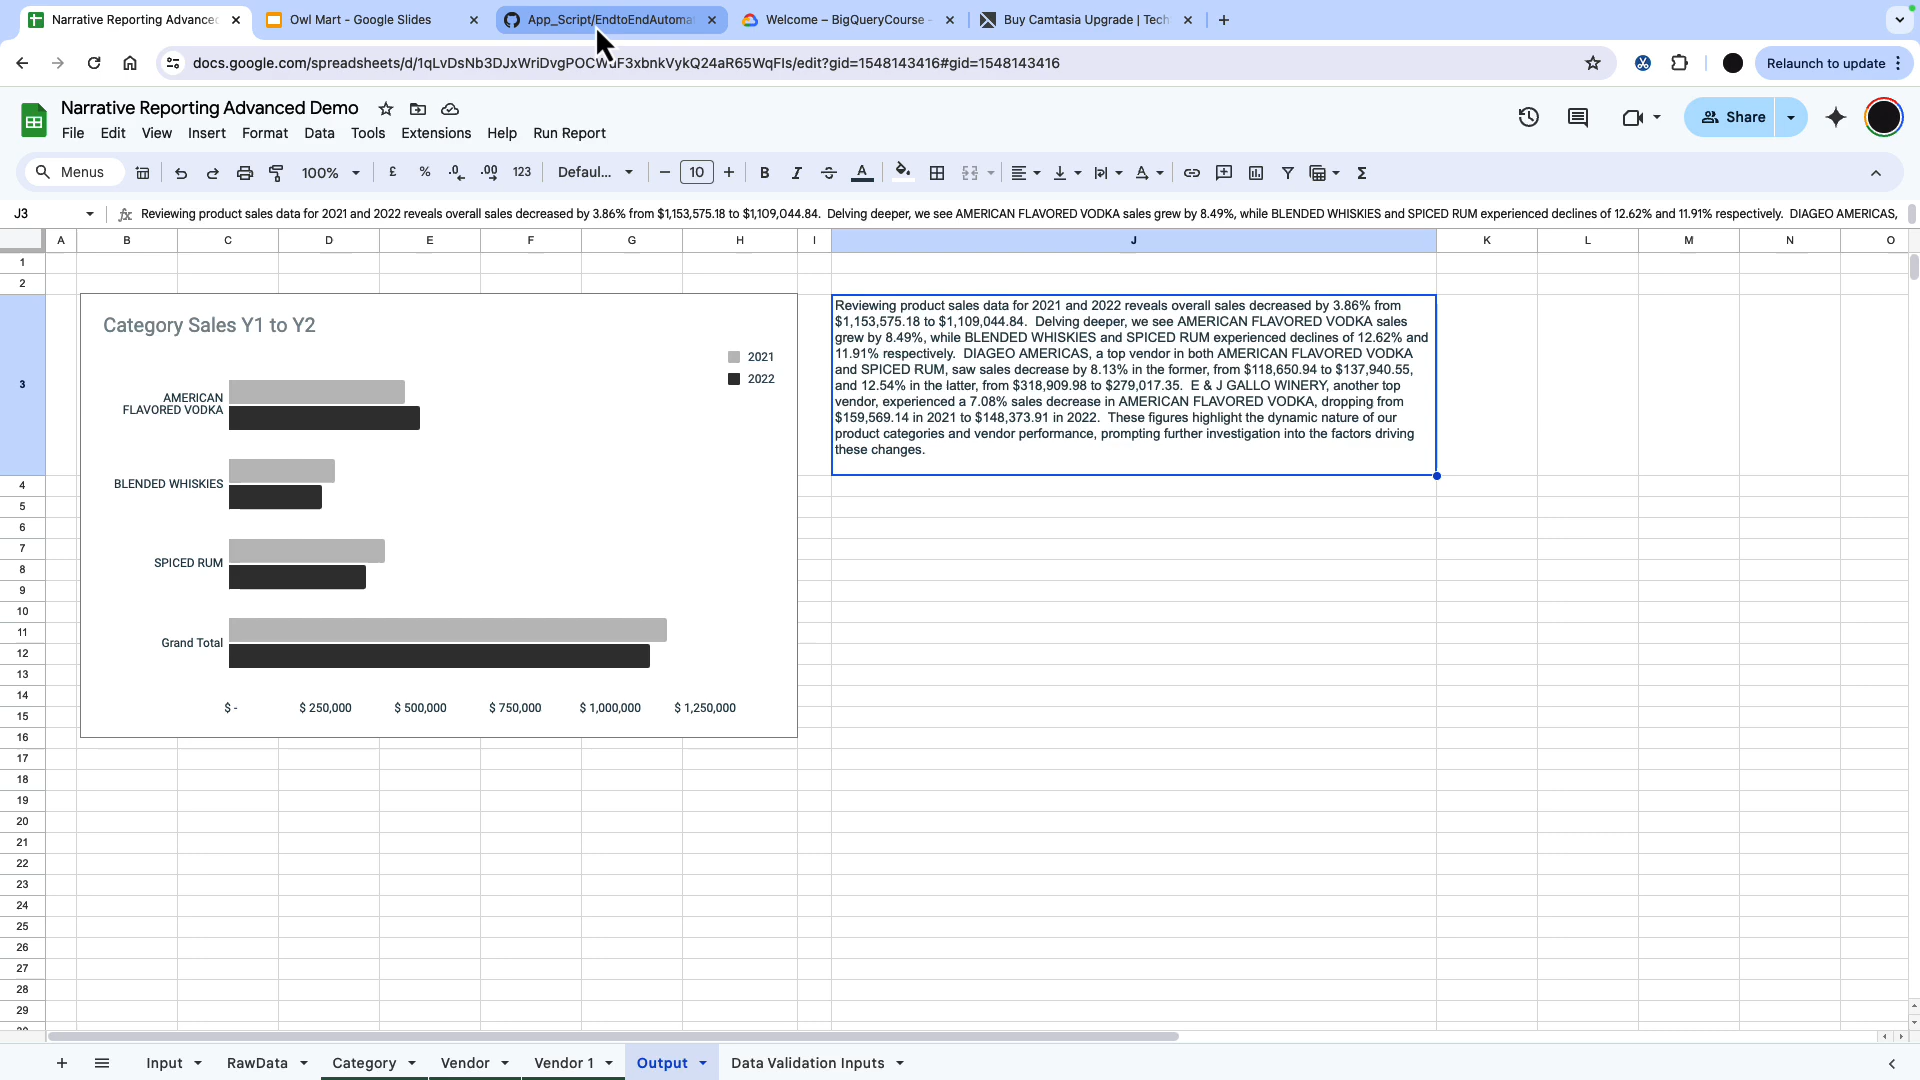 Narrative Reporting Advanced
Owl Mart - Google Slides
App_Script/EndtoEndAutoma
Welcome – BigQueryCourse -
Buy Camtasia Upgrade | Tech
Relaunch to update
Narrative Reporting Advanced Demo
File Edit View Insert Format Data Tools Extensions Help Run Report
Share
Menus 100% £ % .0 .00 123 Defaul... 10
J3 fx Reviewing product sales data for 2021 and 2022 reveals overall sales decreased by 3.86% from $1,153,575.18 to $1,109,044.84. Delving deeper, we see AMERICAN FLAVORED VODKA sales grew by 8.49%, while BLENDED WHISKIES and SPICED RUM experienced declines of 12.62% and 11.91% respectively. DIAGEO AMERICAS,
A B C D E F G H I J K L M N O
1
2
3
4
5
6
7
8
9
10
11
12
13
14
15
16
17
18
19
20
21
22
23
24
25
26
27
28
29
Category Sales Y1 to Y2
2021
2022
AMERICAN
FLAVORED VODKA
BLENDED WHISKIES
SPICED RUM
Grand Total
$ - $ 250,000 $ 500,000 $ 750,000 $ 1,000,000 $ 1,250,000
Reviewing product sales data for 2021 and 2022 reveals overall sales decreased by 3.86% from
$1,153,575.18 to $1,109,044.84. Delving deeper, we see AMERICAN FLAVORED VODKA sales
grew by 8.49%, while BLENDED WHISKIES and SPICED RUM experienced declines of 12.62% and
11.91% respectively. DIAGEO AMERICAS, a top vendor in both AMERICAN FLAVORED VODKA
and SPICED RUM, saw sales decrease by 8.13% in the former, from $118,650.94 to $137,940.55,
and 12.54% in the latter, from $318,909.98 to $279,017.35. E & J GALLO WINERY, another top
vendor, experienced a 7.08% sales decrease in AMERICAN FLAVORED VODKA, dropping from
$159,569.14 in 2021 to $148,373.91 in 2022. These figures highlight the dynamic nature of our
product categories and vendor performance, prompting further investigation into the factors driving
these changes.
Input RawData Category Vendor Vendor 1 Output Data Validation Inputs